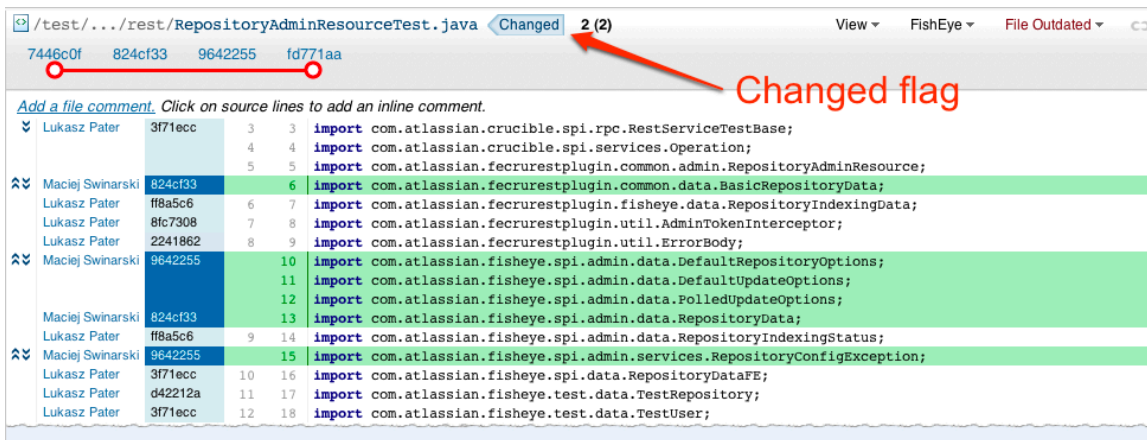 /test/.../rest/RepositoryAdminResourceTest.java Changed 2 (2) View FishEye File Outdated
7446c0f 824cf33 9642255 fd771aa
Changed flag
Add a file comment. Click on source lines to add an inline comment.
Lukasz Pater 3f71ecc 3 3 import com.atlassian.crucible.spi.rpc.RestServiceTestBase;
4 4 import com.atlassian.crucible.spi.services.Operation;
5 5 import com.atlassian.fecrurestplugin.common.admin.RepositoryAdminResource;
Maciej Swinarski 824cf33 6 import com.atlassian.fecrurestplugin.common.data.BasicRepositoryData;
Lukasz Pater ff8a5c6 6 7 import com.atlassian.fecrurestplugin.fisheye.data.RepositoryIndexingData;
Lukasz Pater 8fc7308 7 8 import com.atlassian.fecrurestplugin.util.AdminTokenInterceptor;
Lukasz Pater 2241862 8 9 import com.atlassian.fecrurestplugin.util.ErrorBody;
Maciej Swinarski 9642255 10 import com.atlassian.fisheye.spi.admin.data.DefaultRepositoryOptions;
11 import com.atlassian.fisheye.spi.admin.data.DefaultUpdateOptions;
12 import com.atlassian.fisheye.spi.admin.data.PolledUpdateOptions;
Maciej Swinarski 824cf33 13 import com.atlassian.fisheye.spi.admin.data.RepositoryData;
Lukasz Pater ff8a5c6 9 14 import com.atlassian.fisheye.spi.admin.data.RepositoryIndexingStatus;
Maciej Swinarski 9642255 15 import com.atlassian.fisheye.spi.admin.services.RepositoryConfigException;
Lukasz Pater 3f71ecc 10 16 import com.atlassian.fisheye.spi.data.RepositoryDataFE;
Lukasz Pater d42212a 11 17 import com.atlassian.fisheye.test.data.TestRepository;
Lukasz Pater 3f71ecc 12 18 import com.atlassian.fisheye.test.data.TestUser;